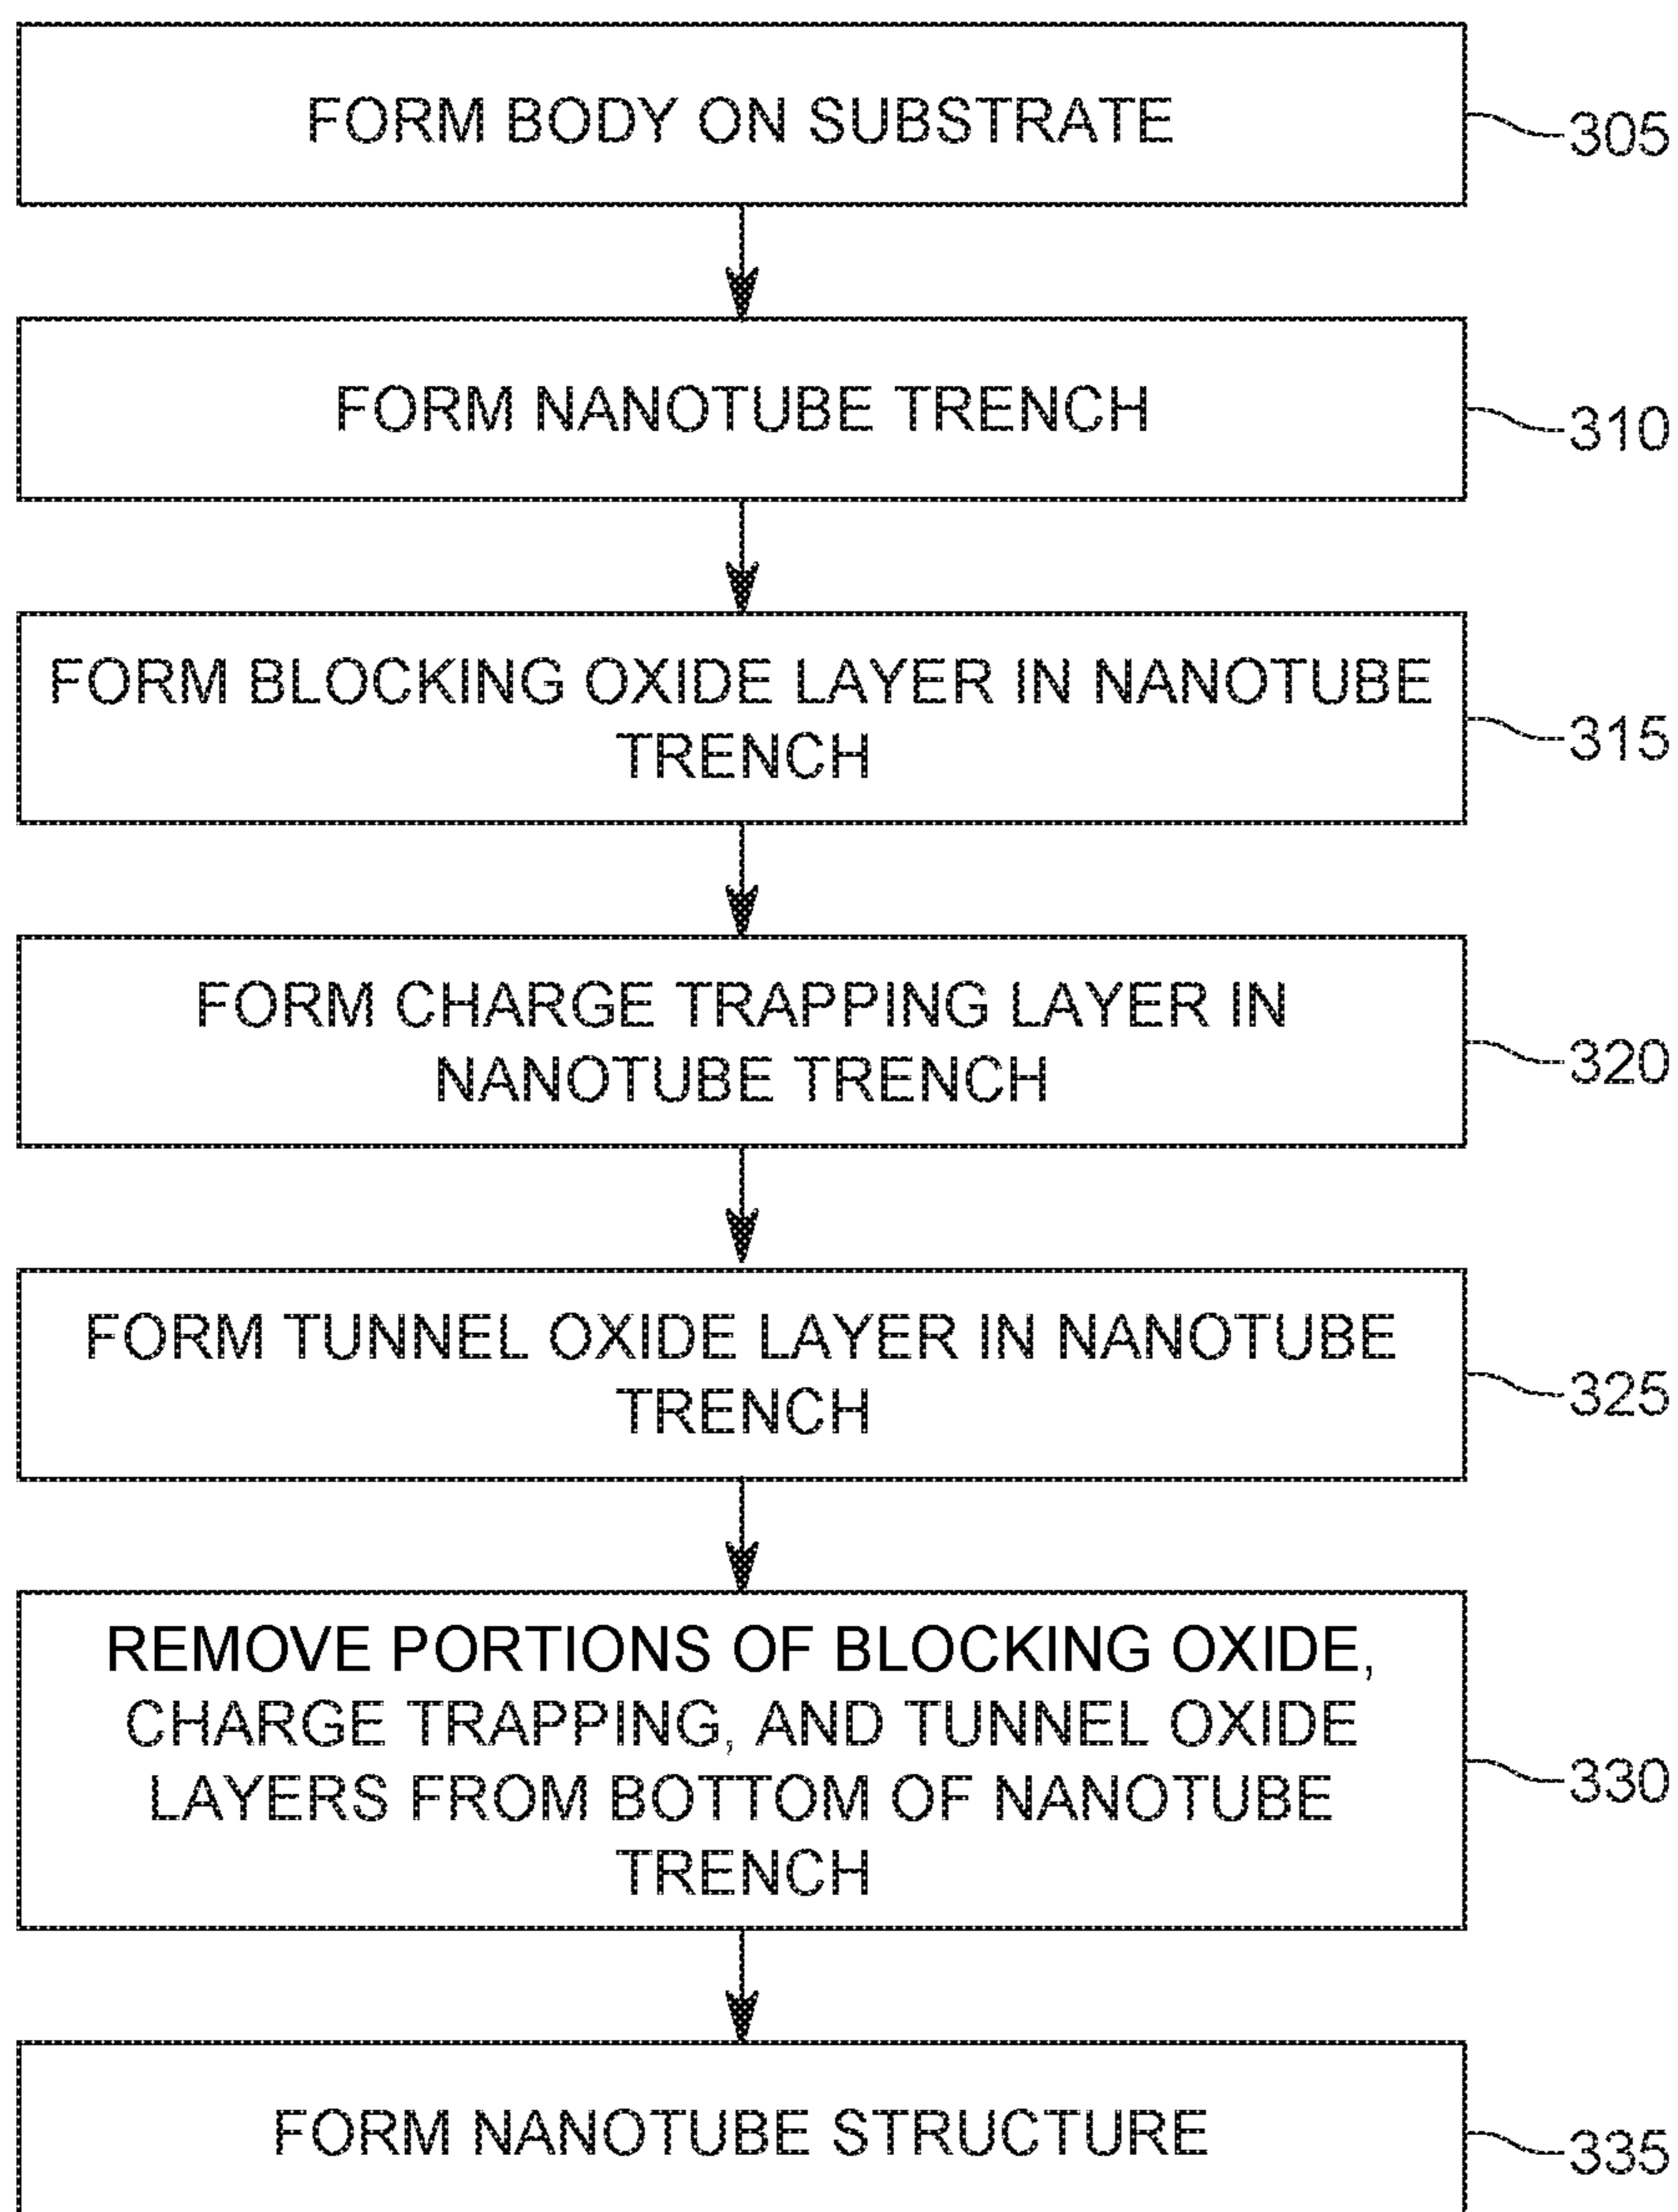 FORM BODY ON SUBSTRATE
305
FORM NANOTUBE TRENCH
310
FORM BLOCKING OXIDE LAYER IN NANOTUBE
TRENCH
315
FORM CHARGE TRAPPING LAYER IN
NANOTUBE TRENCH
320
FORM TUNNEL OXIDE LAYER IN NANOTUBE
TRENCH
325
REMOVE PORTIONS OF BLOCKING OXIDE,
CHARGE TRAPPING, AND TUNNEL OXIDE
LAYERS FROM BOTTOM OF NANOTUBE
TRENCH
330
FORM NANOTUBE STRUCTURE
335